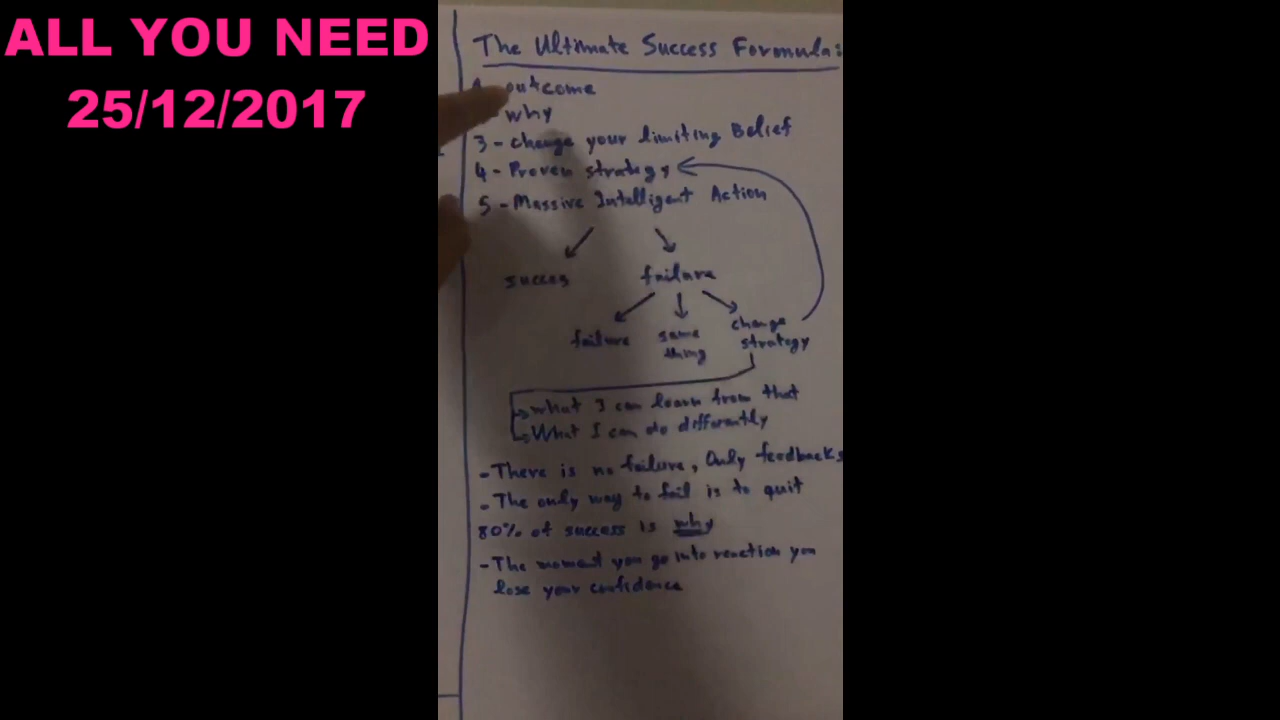 ALL YOU NEED
25/12/2017
The Ultimate Success Formula:
outcome
- why
3 - change your limiting Belief
4 - Proven strategy
5 - Massive Intelligent Action
succes
failure
failure
same
thing
change
strategy
what I can learn from that
What I can do differently
- There is no failure, Only feedbacks
- The only way to fail is to quit
80% of success is why
- The moment you go into reaction you
lose your confidence